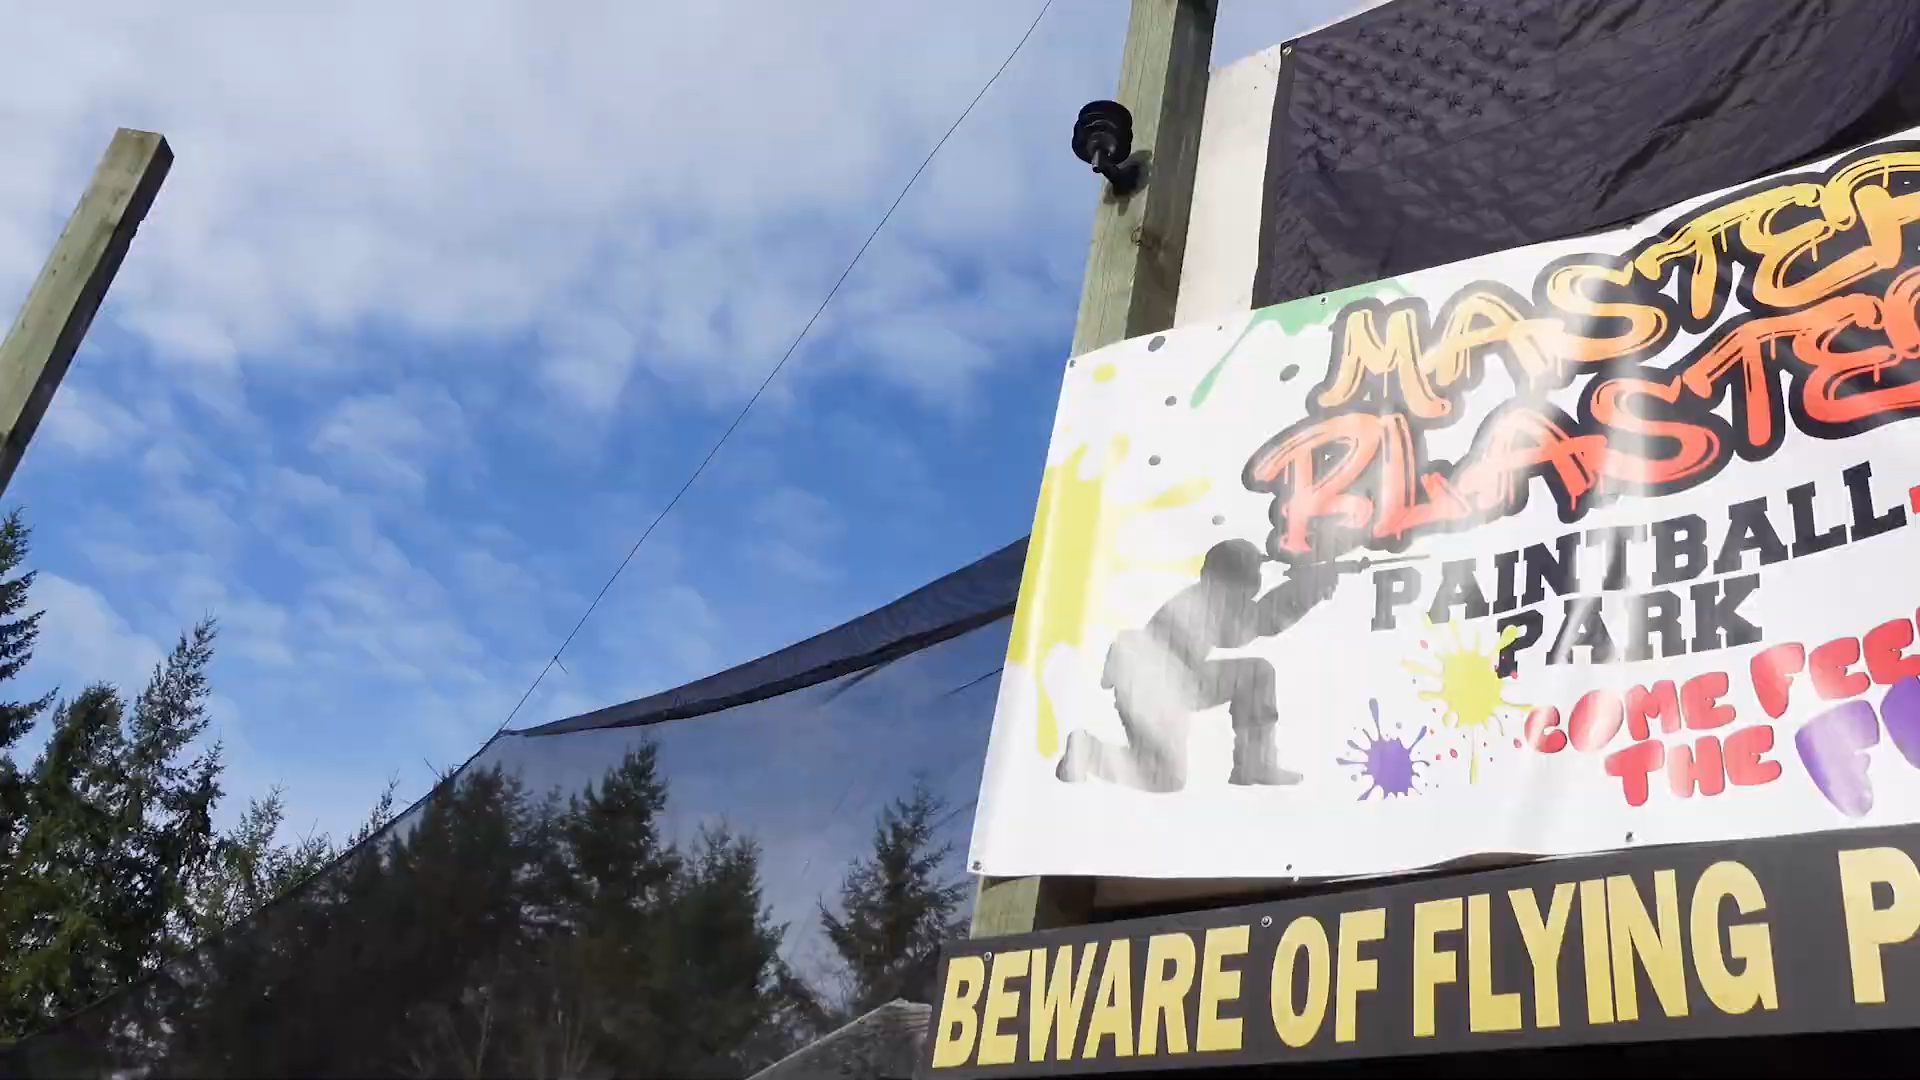 MASTER
BLASTER
PAINTBALL
PARK
COME FEEL
THE
BEWARE OF FLYING P